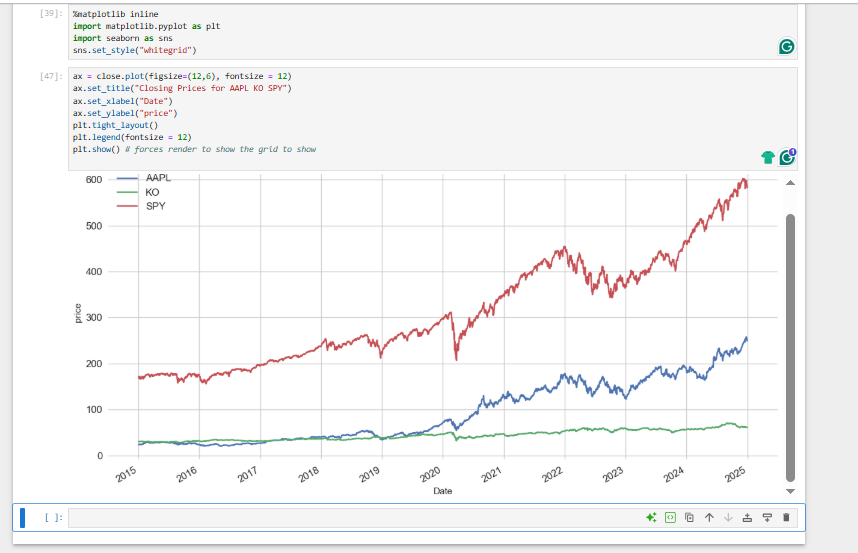 [39]:
%matplotlib inline
import matplotlib.pyplot as plt
import seaborn as sns
sns.set_style("whitegrid")
[47]:
ax = close.plot(figsize=(12,6), fontsize = 12)
ax.set_title("Closing Prices for AAPL KO SPY")
ax.set_xlabel("Date")
ax.set_ylabel("price")
plt.tight_layout()
plt.legend(fontsize = 12)
plt.show() # forces render to show the grid to show
1
AAPL
KO
SPY
600
500
400
300
200
100
0
price
2015 2016 2017 2018 2019 2020 2021 2022 2023 2024 2025
Date
[ ]: